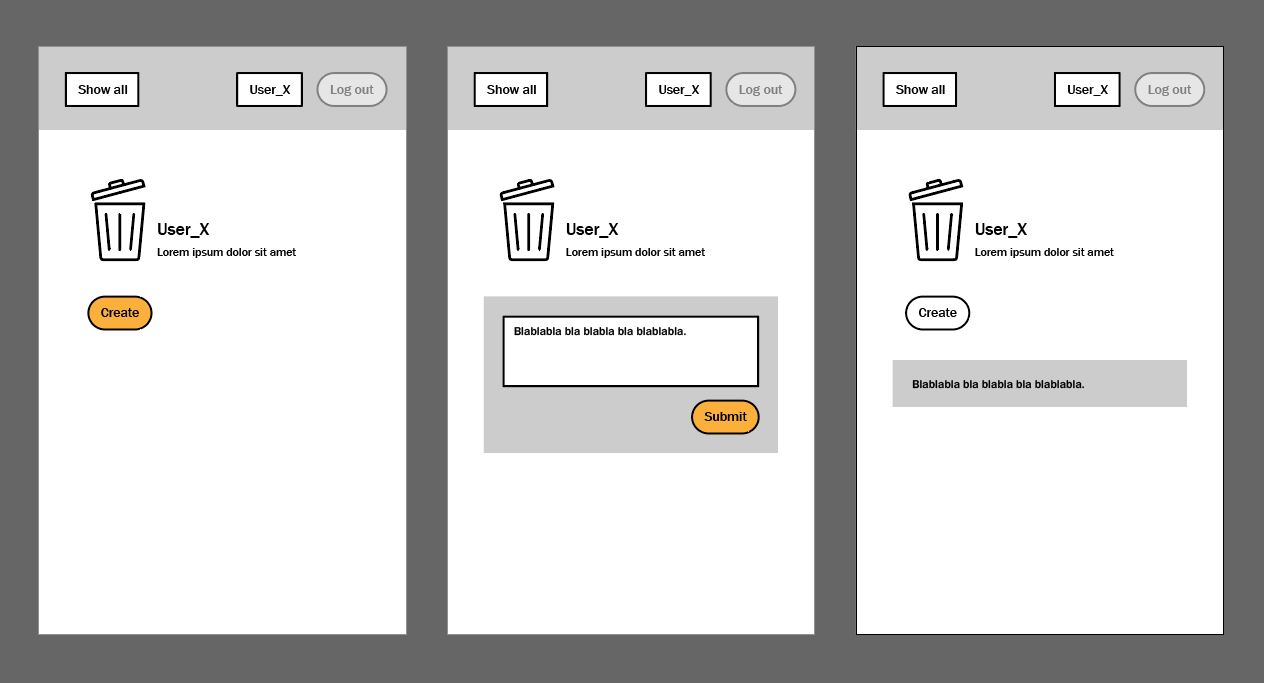 Show all
User_X
Log out
User_X
Lorem ipsum dolor sit amet
Create
Show all
User_X
Log out
User_X
Lorem ipsum dolor sit amet
Blablabla bla blabla bla blablabla.
Submit
Show all
User_X
Log out
User_X
Lorem ipsum dolor sit amet
Create
Blablabla bla blabla bla blablabla.